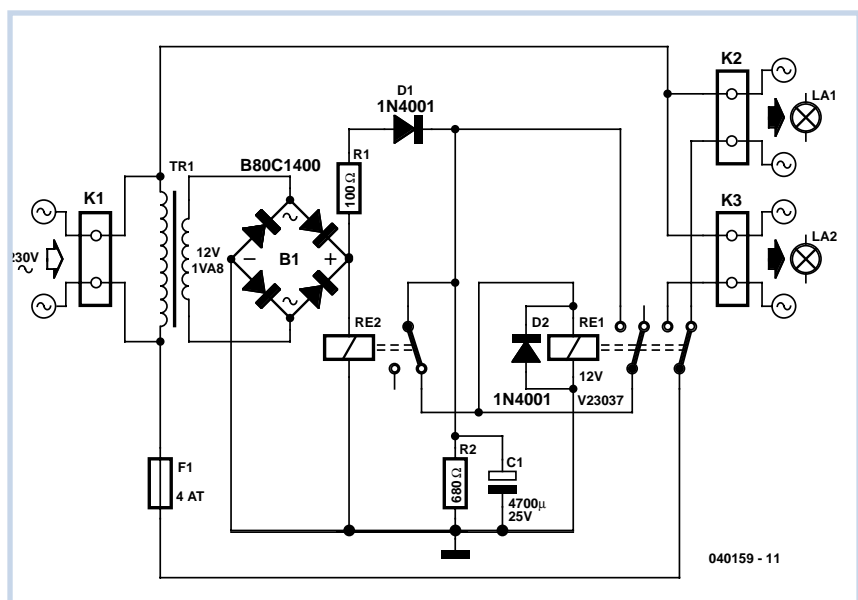 K2
D1
1N4001
LA1
R1
TR1
B80C1400
100Ω
K1
K3
230V
12V
1VA8
B1
LA2
− +
RE2
D2
RE1
12V
1N4001
V23037
F1
4 AT
R2
680Ω
C1
4700µ
25V
040159 - 11